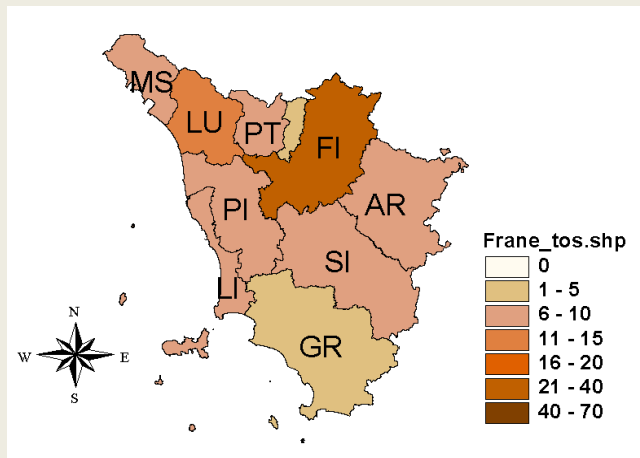 MS
LU
PT
FI
PI
AR
SI
LI
GR
N
W E
S
Frane_tos.shp
0
1 - 5
6 - 10
11 - 15
16 - 20
21 - 40
40 - 70